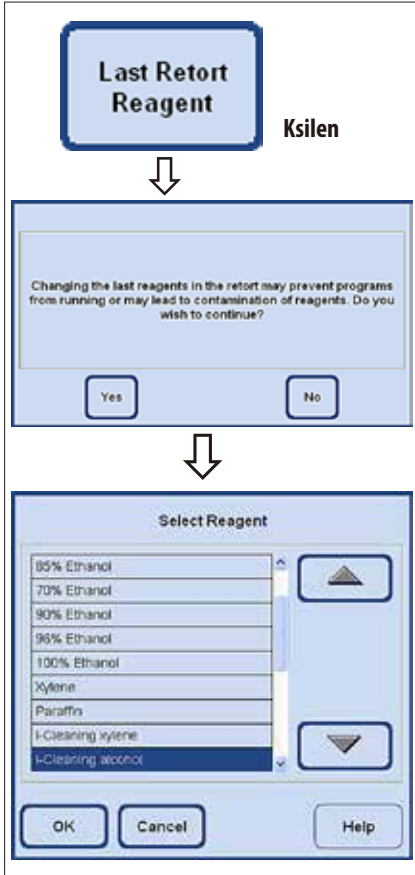 Last Retort
Reagent
Ksilen
Changing the last reagents in the retort may prevent programs
from running or may lead to contamination of reagents. Do you
wish to continue?
Yes
No
Select Reagent
85% Ethanol
70% Ethanol
90% Ethanol
96% Ethanol
100% Ethanol
Xylene
Paraffin
I-Cleaning xylene
I-Cleaning alcohol
OK
Cancel
Help